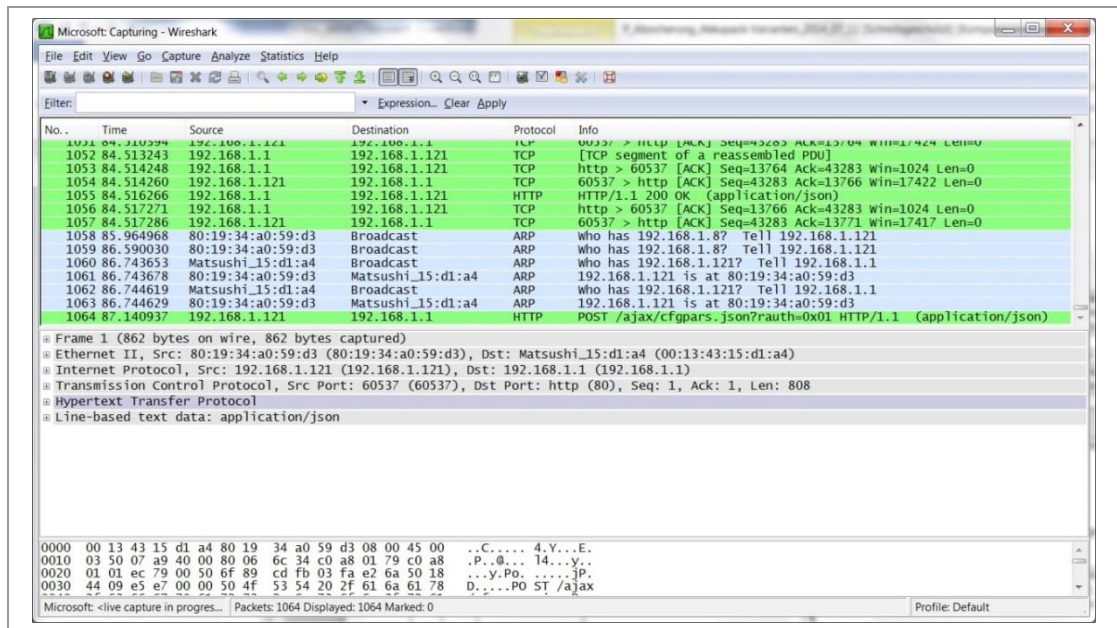 Microsoft: Capturing - Wireshark
File Edit View Go Capture Analyze Statistics Help
Filter: Expression... Clear Apply
No. . Time Source Destination Protocol Info
1051 84.510594 192.168.1.121 192.168.1.1 TCP 60537 > http [ACK] Seq=43283 Ack=13764 Win=17424 Len=0
1052 84.513243 192.168.1.1 192.168.1.121 TCP [TCP segment of a reassembled PDU]
1053 84.514248 192.168.1.1 192.168.1.121 TCP http > 60537 [ACK] Seq=13764 Ack=43283 Win=1024 Len=0
1054 84.514260 192.168.1.121 192.168.1.1 TCP 60537 > http [ACK] Seq=43283 Ack=13766 Win=17422 Len=0
1055 84.516266 192.168.1.1 192.168.1.121 HTTP HTTP/1.1 200 OK (application/json)
1056 84.517271 192.168.1.1 192.168.1.121 TCP http > 60537 [ACK] Seq=13766 Ack=43283 Win=1024 Len=0
1057 84.517286 192.168.1.121 192.168.1.1 TCP 60537 > http [ACK] Seq=43283 Ack=13771 Win=17417 Len=0
1058 85.964968 80:19:34:a0:59:d3 Broadcast ARP Who has 192.168.1.8? Tell 192.168.1.121
1059 86.590030 80:19:34:a0:59:d3 Broadcast ARP Who has 192.168.1.8? Tell 192.168.1.121
1060 86.743653 Matsushi_15:d1:a4 Broadcast ARP Who has 192.168.1.121? Tell 192.168.1.1
1061 86.743678 80:19:34:a0:59:d3 Matsushi_15:d1:a4 ARP 192.168.1.121 is at 80:19:34:a0:59:d3
1062 86.744619 Matsushi_15:d1:a4 Broadcast ARP Who has 192.168.1.121? Tell 192.168.1.1
1063 86.744629 80:19:34:a0:59:d3 Matsushi_15:d1:a4 ARP 192.168.1.121 is at 80:19:34:a0:59:d3
1064 87.140937 192.168.1.121 192.168.1.1 HTTP POST /ajax/cfgpars.json?rauth=0x01 HTTP/1.1 (application/json)
Frame 1 (862 bytes on wire, 862 bytes captured)
Ethernet II, Src: 80:19:34:a0:59:d3 (80:19:34:a0:59:d3), Dst: Matsushi_15:d1:a4 (00:13:43:15:d1:a4)
Internet Protocol, Src: 192.168.1.121 (192.168.1.121), Dst: 192.168.1.1 (192.168.1.1)
Transmission Control Protocol, Src Port: 60537 (60537), Dst Port: http (80), Seq: 1, Ack: 1, Len: 808
Hypertext Transfer Protocol
Line-based text data: application/json
0000 00 13 43 15 d1 a4 80 19 34 a0 59 d3 08 00 45 00 ..C..... 4.Y...E.
0010 03 50 07 a9 40 00 80 06 6c 34 c0 a8 01 79 c0 a8 .P..@... l4...y..
0020 01 01 ec 79 00 50 6f 89 cd fb 03 fa e2 6a 50 18 ...y.Po. .....jP.
0030 44 09 e5 e7 00 00 50 4f 53 54 20 2f 61 6a 61 78 D.....PO ST /ajax
Microsoft: <live capture in progres... Packets: 1064 Displayed: 1064 Marked: 0 Profile: Default